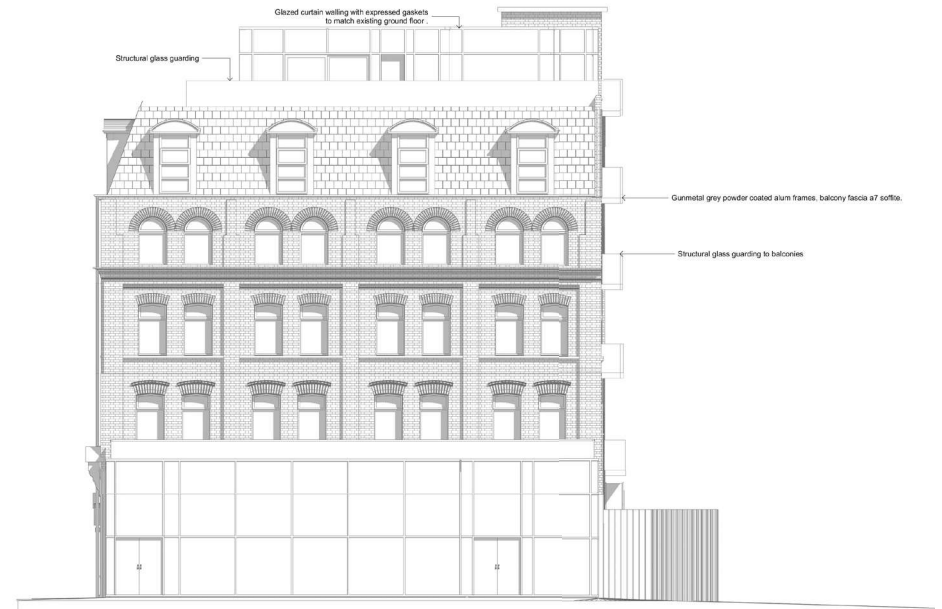 Glazed curtain walling with expressed gaskets
to match existing ground floor .
Structural glass guarding
Gunmetal grey powder coated alum frames, balcony fascia a7 soffite.
Structural glass guarding to balconies